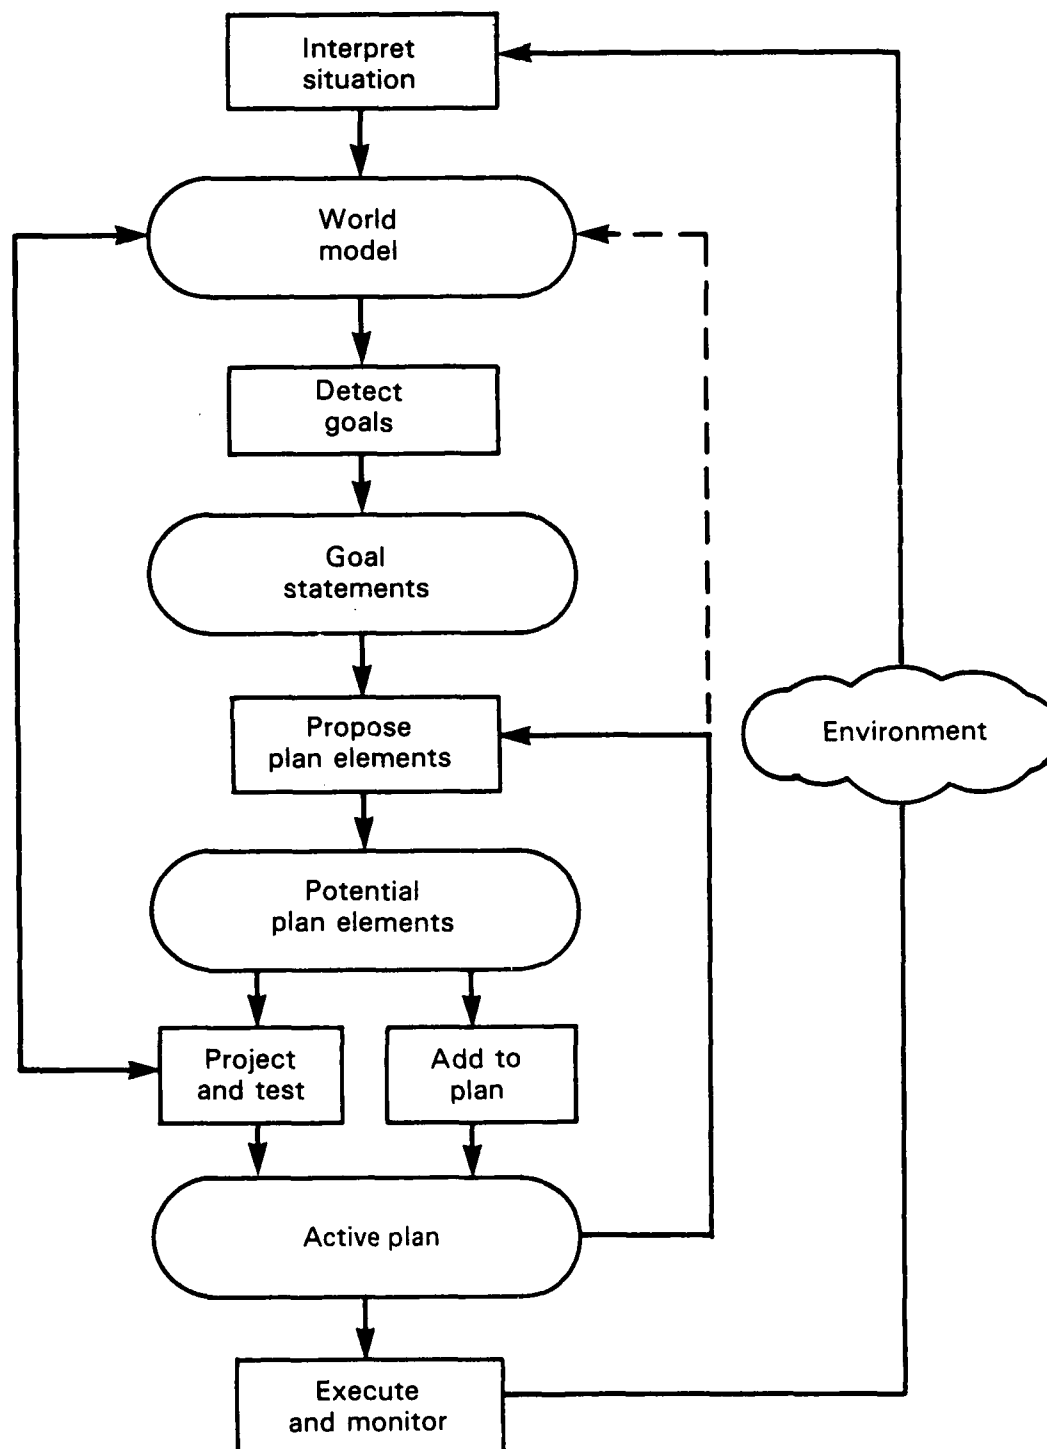 Interpret
situation
World
model
Detect
goals
Goal
statements
Propose
plan elements
Environment
Potential
plan elements
Project
and test
Add to
plan
Active plan
Execute
and monitor